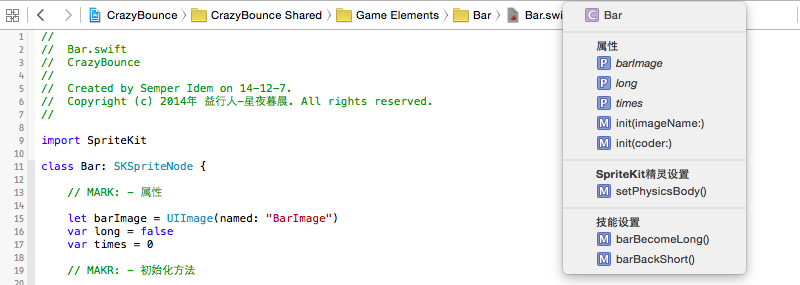 CrazyBounce CrazyBounce Shared Game Elements Bar Bar.swi
1 //
2 // Bar.swift
3 // CrazyBounce
4 //
5 // Created by Semper Idem on 14-12-7.
6 // Copyright (c) 2014年 益行人-星夜暮晨. All rights reserved.
7 //
8
9 import SpriteKit
10
11 class Bar: SKSpriteNode {
12
13 // MARK: - 属性
14
15 let barImage = UIImage(named: "BarImage")
16 var long = false
17 var times = 0
18
19 // MAKR: - 初始化方法
20
C Bar
属性
P barImage
P long
P times
M init(imageName:)
M init(coder:)
SpriteKit精灵设置
M setPhysicsBody()
技能设置
M barBecomeLong()
M barBackShort()